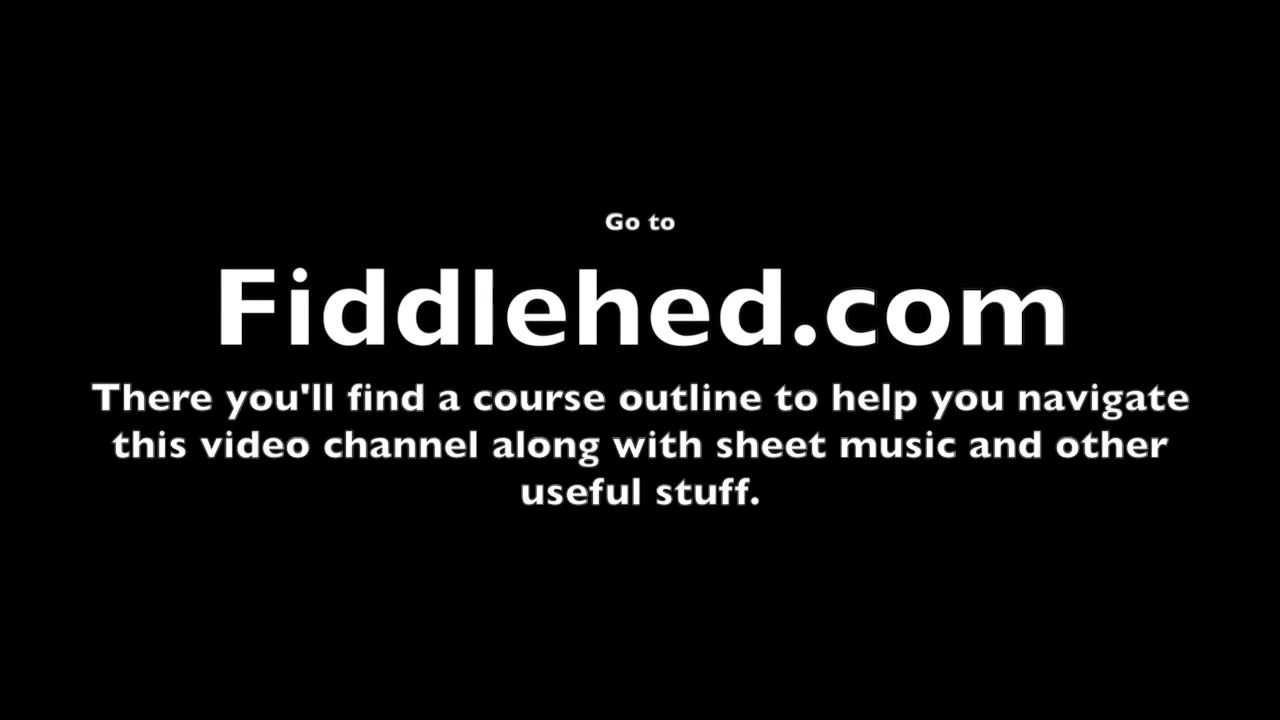 Go to
Fiddlehed.com
There you'll find a course outline to help you navigate
this video channel along with sheet music and other
useful stuff.